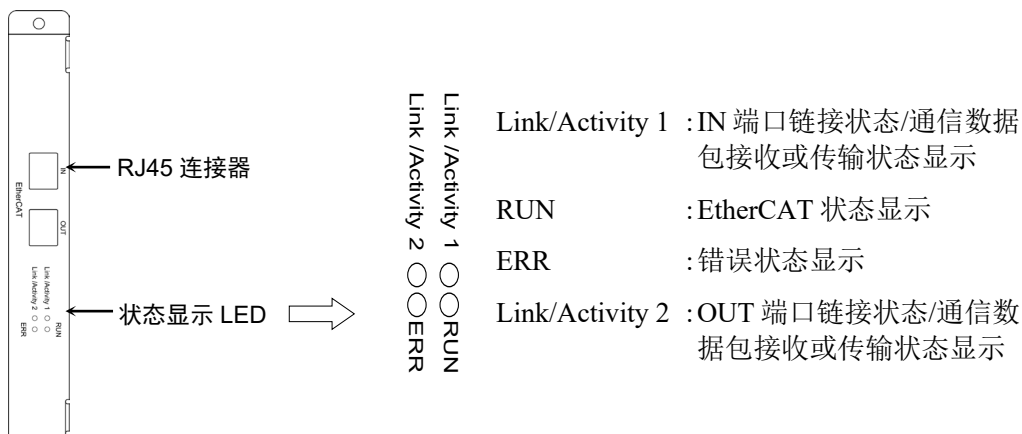 IN
EtherCAT
OUT
Link /Activity 1 RUN
Link /Activity 2 ERR
RJ45 连接器
状态显示 LED
Link /Activity 1 RUN
Link /Activity 2 ERR
Link/Activity 1 :IN 端口链接状态/通信数据
包接收或传输状态显示
RUN :EtherCAT 状态显示
ERR :错误状态显示
Link/Activity 2 :OUT 端口链接状态/通信数
据包接收或传输状态显示